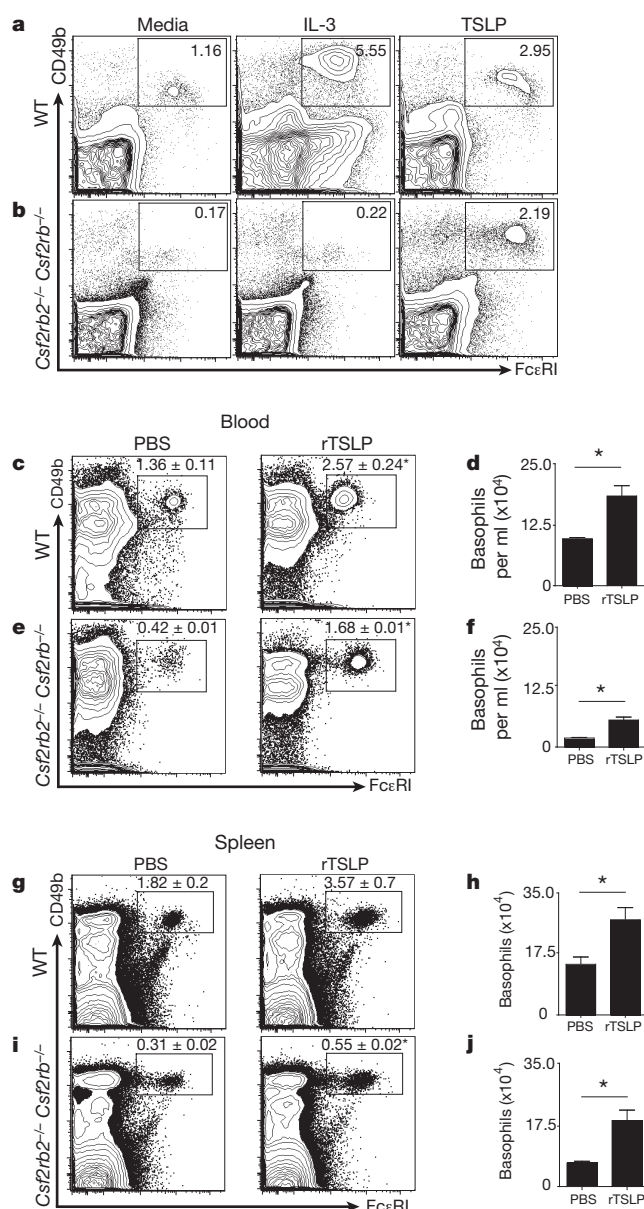 a Media IL-3 TSLP
CD49b
WT
1.16 5.55 2.95
b
Csf2rb2–/– Csf2rb–/–
0.17 0.22 2.19
FcεRI
Blood
PBS rTSLP
c
CD49b
WT
1.36 ± 0.11 2.57 ± 0.24*
d
Basophils
per ml (x10⁴)
25.0
12.5
0
*
PBS rTSLP
e
Csf2rb2–/– Csf2rb–/–
0.42 ± 0.01 1.68 ± 0.01*
FcεRI
f
Basophils
per ml (x10⁴)
25.0
12.5
0
*
PBS rTSLP
Spleen
PBS rTSLP
g
CD49b
WT
1.82 ± 0.2 3.57 ± 0.7
h
Basophils (x10⁴)
35.0
17.5
0
*
PBS rTSLP
i
Csf2rb2–/– Csf2rb–/–
0.31 ± 0.02 0.55 ± 0.02*
FcεRI
j
Basophils (x10⁴)
35.0
17.5
0
*
PBS rTSLP